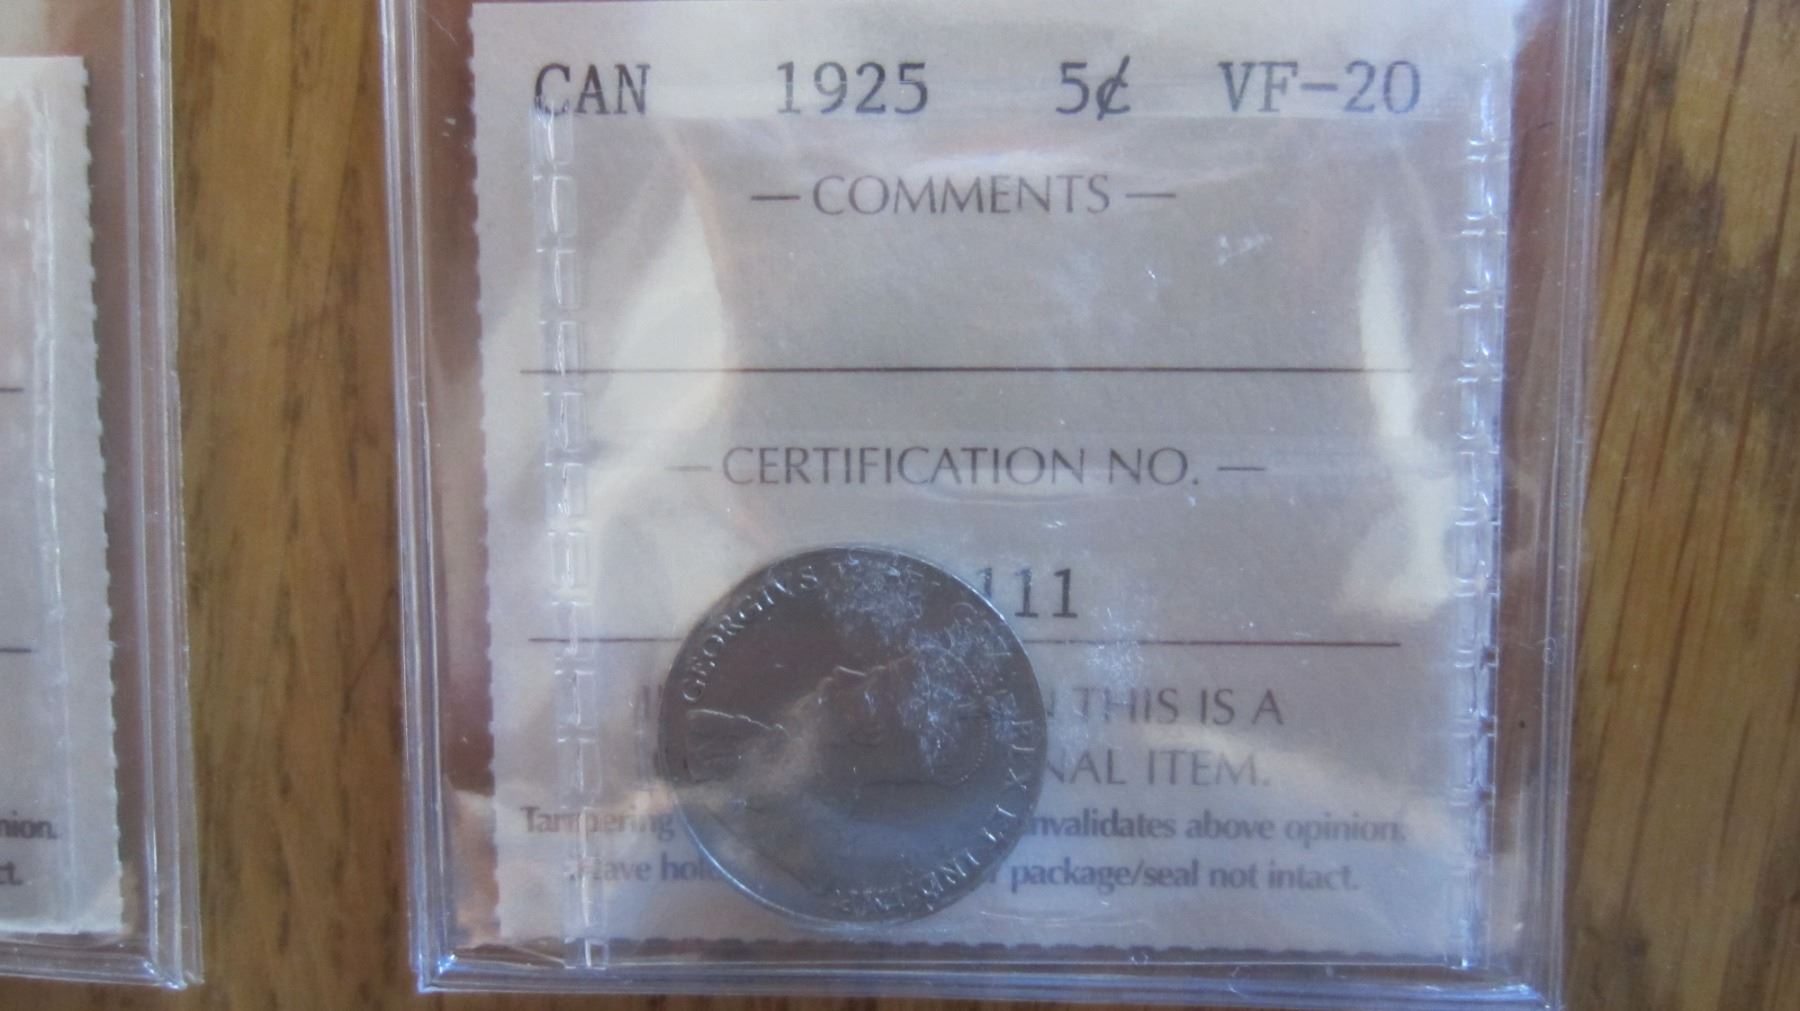 CAN 1925 5¢ VF-20
— COMMENTS —
— CERTIFICATION NO. —
111
THIS IS A
ITEM.
Tampering invalidates above opinion.
package/seal not intact.
GEORGIVS